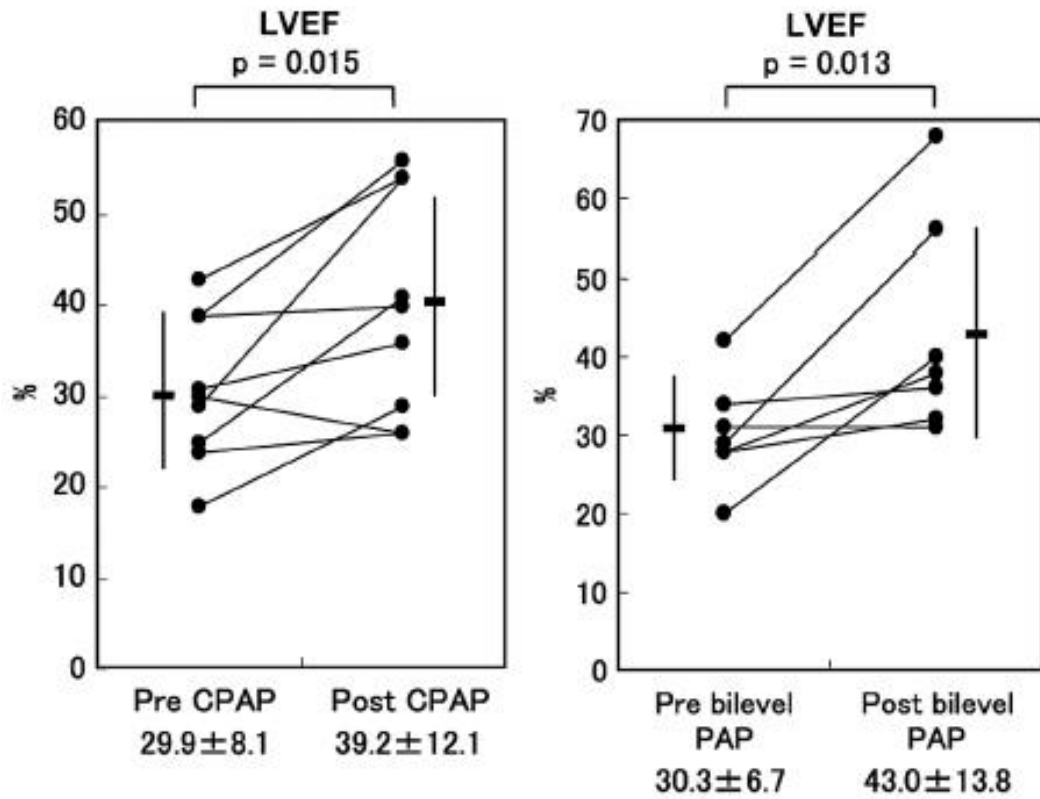 LVEF
p = 0.015
60
50
40
30
20
10
0
%
Pre CPAP
Post CPAP
29.9±8.1
39.2±12.1
LVEF
p = 0.013
70
60
50
40
30
20
10
0
%
Pre bilevel
PAP
Post bilevel
PAP
30.3±6.7
43.0±13.8